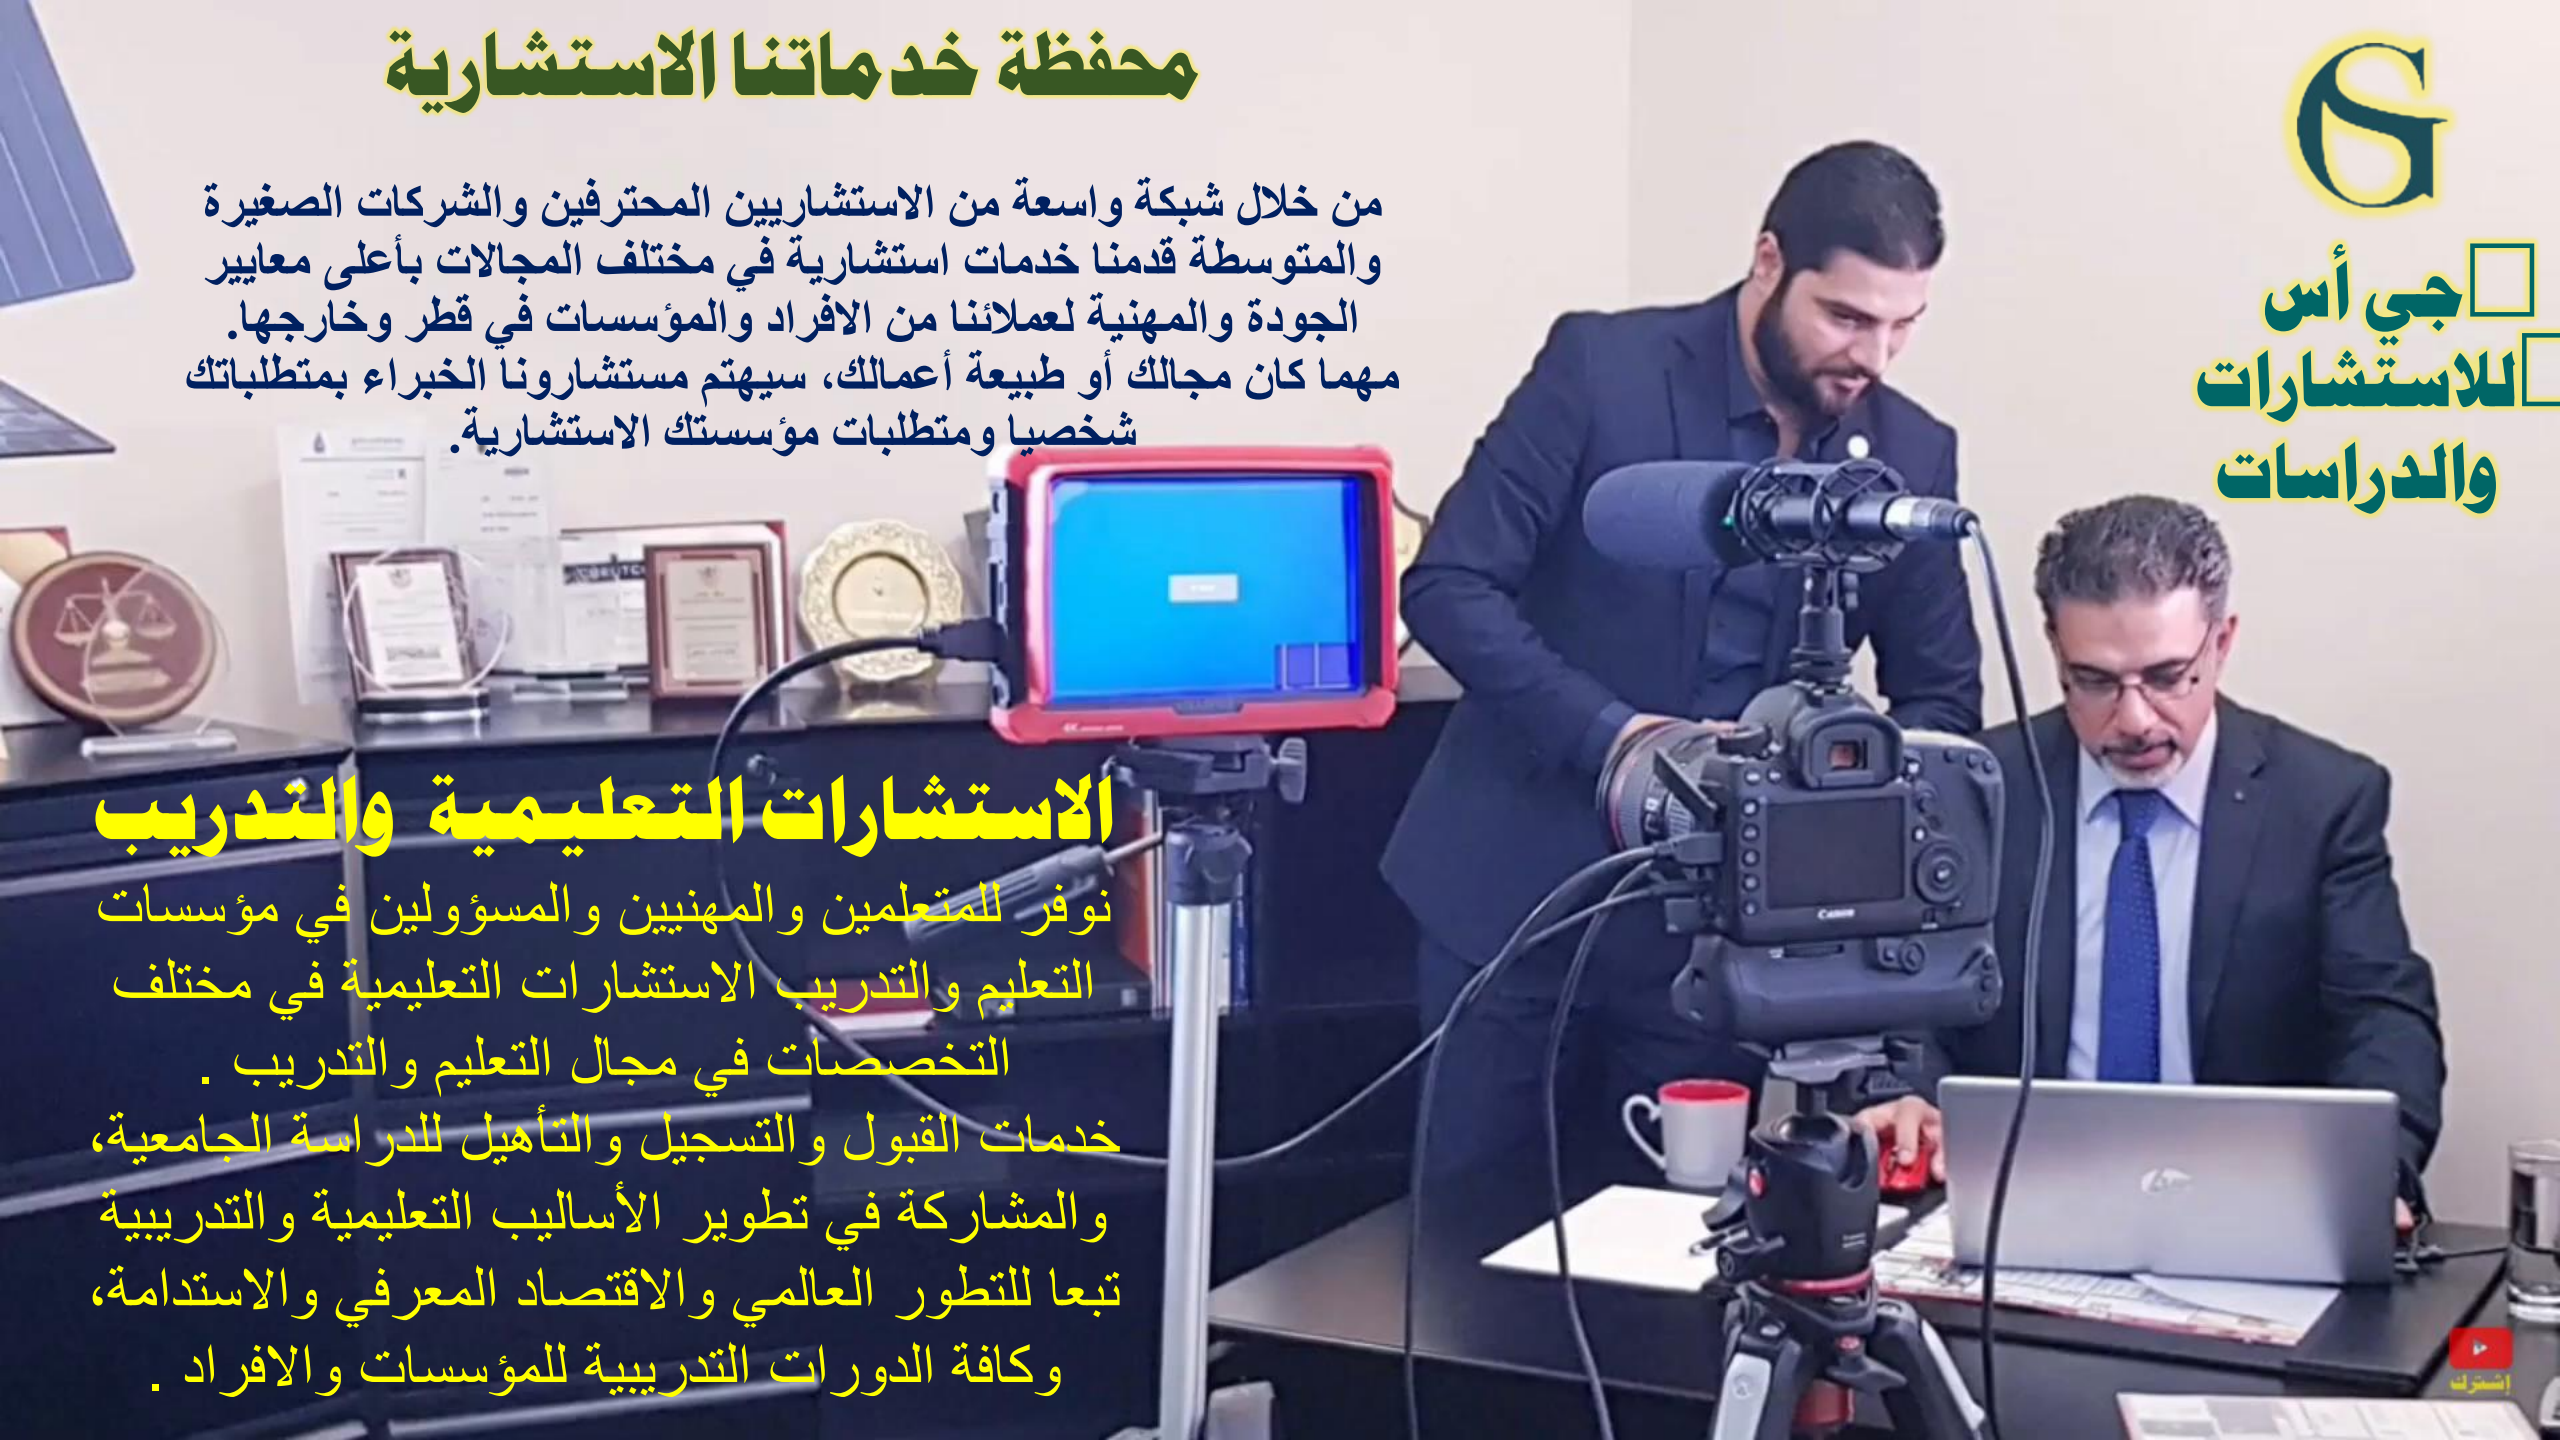 محفظة خدماتنا الاستشارية
من خلال شبكة واسعة من الاستشاريين المحترفين والشركات الصغيرة
والمتوسطة قدمنا خدمات استشارية في مختلف المجالات بأعلى معايير
الجودة والمهنية لعملائنا من الافراد والمؤسسات في قطر وخارجها.
مهما كان مجالك أو طبيعة أعمالك، سيهتم مستشارونا الخبراء بمتطلباتك
شخصيا ومتطلبات مؤسستك الاستشارية.
SG
جي أس
للاستشارات
والدراسات
الاستشارات التعليمية والتدريب
نوفر للمتعلمين والمهنيين والمسؤولين في مؤسسات
التعليم والتدريب الاستشارات التعليمية في مختلف
التخصصات في مجال التعليم والتدريب .
خدمات القبول والتسجيل والتأهيل للدراسة الجامعية،
والمشاركة في تطوير الأساليب التعليمية والتدريبية
تبعا للتطور العالمي والاقتصاد المعرفي والاستدامة،
وكافة الدورات التدريبية للمؤسسات والافراد .
Canon
hp
إشترك